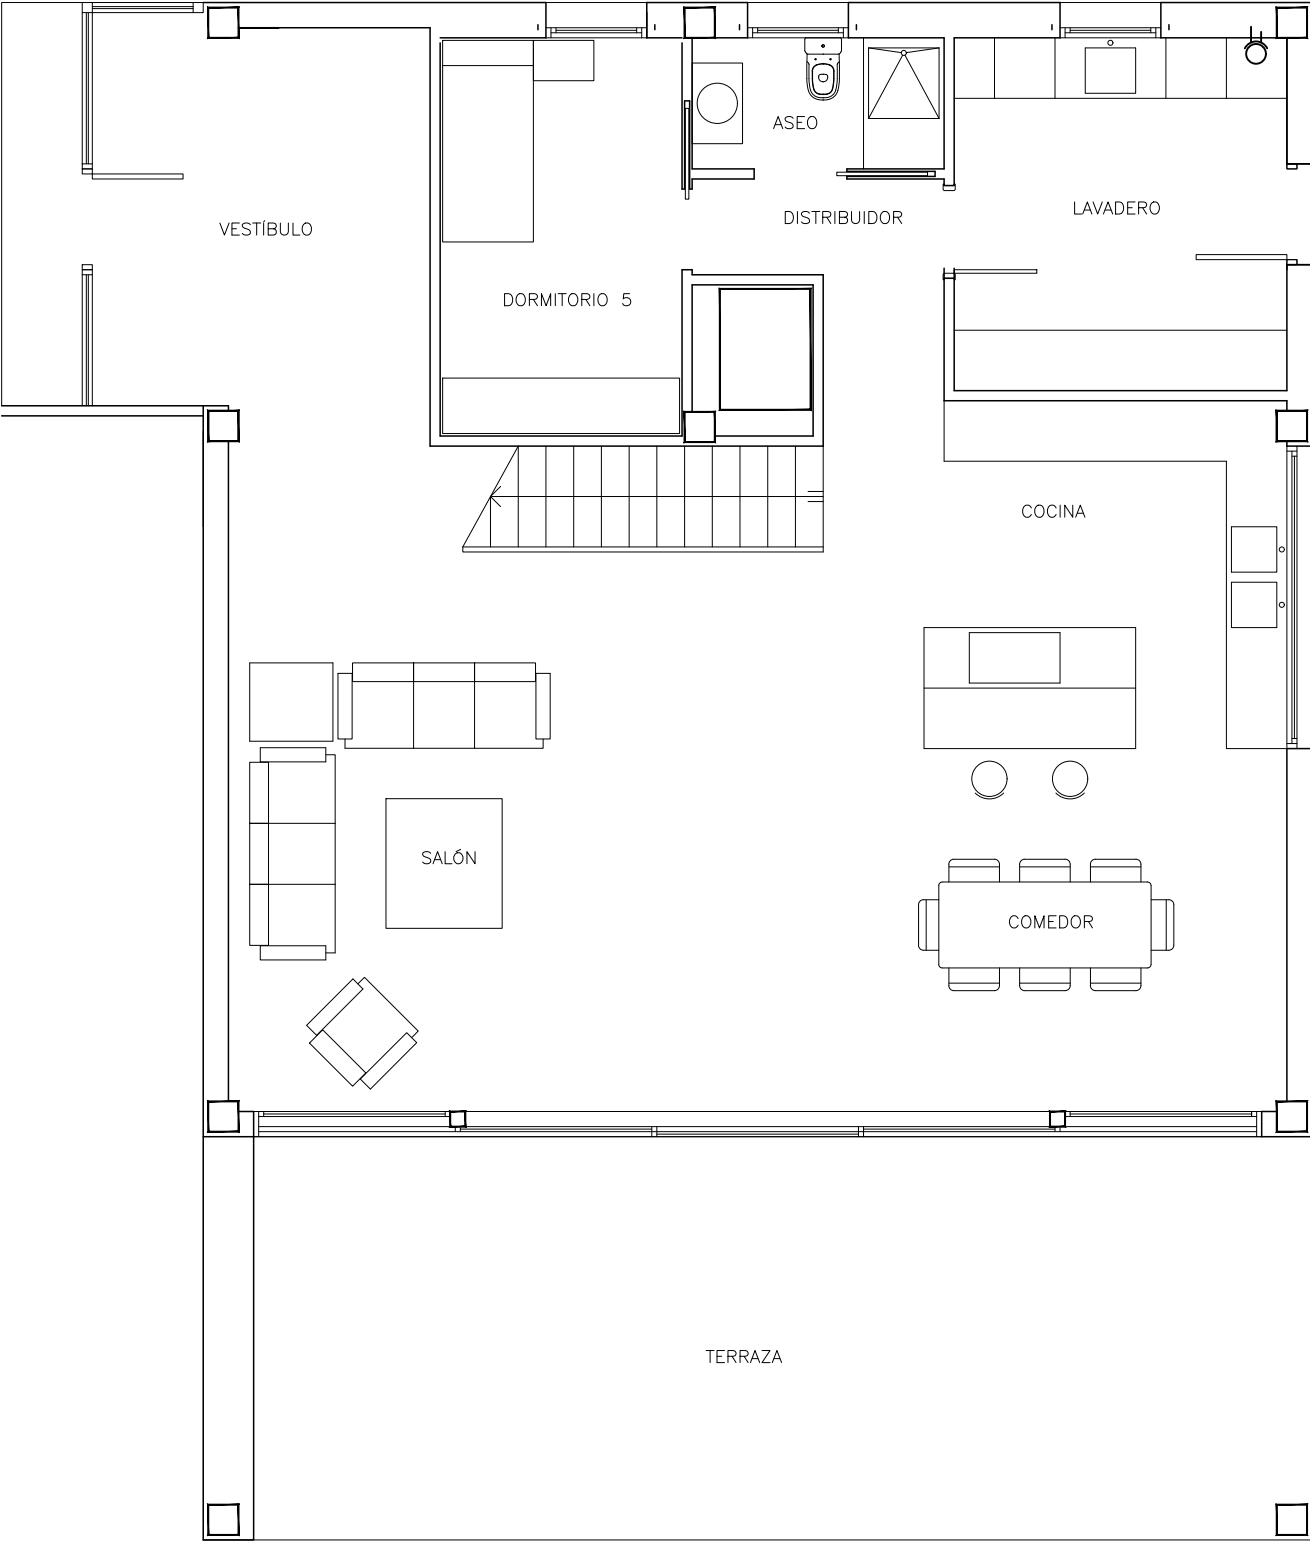 ASEO
VESTÍBULO
DISTRIBUIDOR
LAVADERO
DORMITORIO 5
COCINA
SALÓN
COMEDOR
TERRAZA